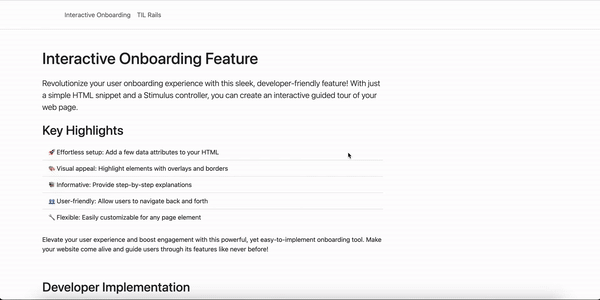 Interactive Onboarding TIL Rails
Interactive Onboarding Feature
Revolutionize your user onboarding experience with this sleek, developer-friendly feature! With just
a simple HTML snippet and a Stimulus controller, you can create an interactive guided tour of your
web page.
Key Highlights
🚀 Effortless setup: Add a few data attributes to your HTML
🎨 Visual appeal: Highlight elements with overlays and borders
📚 Informative: Provide step-by-step explanations
👥 User-friendly: Allow users to navigate back and forth
🔧 Flexible: Easily customizable for any page element
Elevate your user experience and boost engagement with this powerful, yet easy-to-implement onboarding tool. Make
your website come alive and guide users through its features like never before!
Developer Implementation